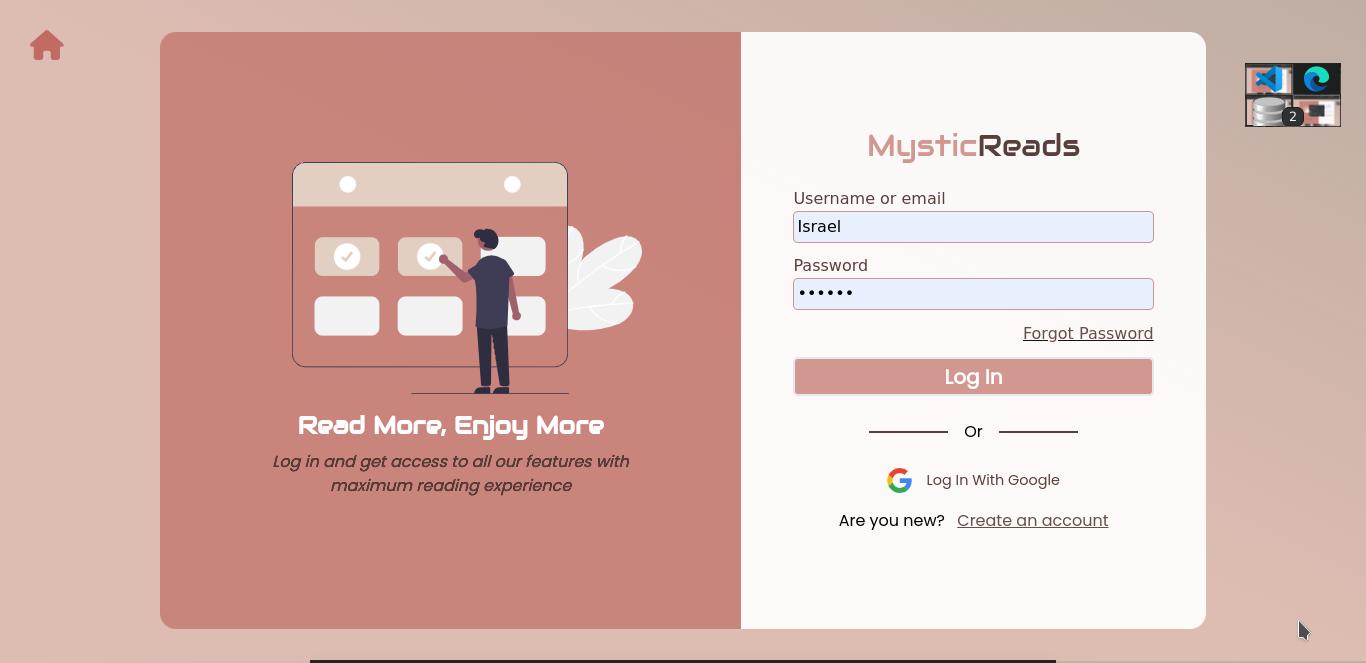 MysticReads
Username or email
Israel
Password
••••••
Forgot Password
Log In
Or
Log In With Google
Are you new? Create an account
Read More, Enjoy More
Log in and get access to all our features with
maximum reading experience
2